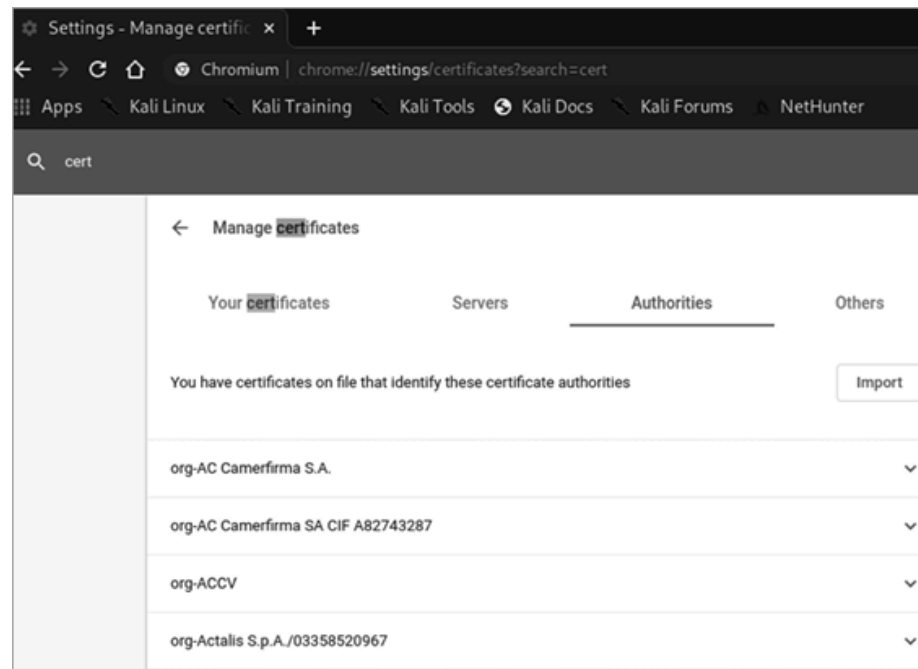 Settings - Manage certific
Chromium | chrome://settings/certificates?search=cert
Apps Kali Linux Kali Training Kali Tools Kali Docs Kali Forums NetHunter
cert
Manage certificates
Your certificates Servers Authorities Others
You have certificates on file that identify these certificate authorities Import
org-AC Camerfirma S.A.
org-AC Camerfirma SA CIF A82743287
org-ACCV
org-Actalis S.p.A./03358520967